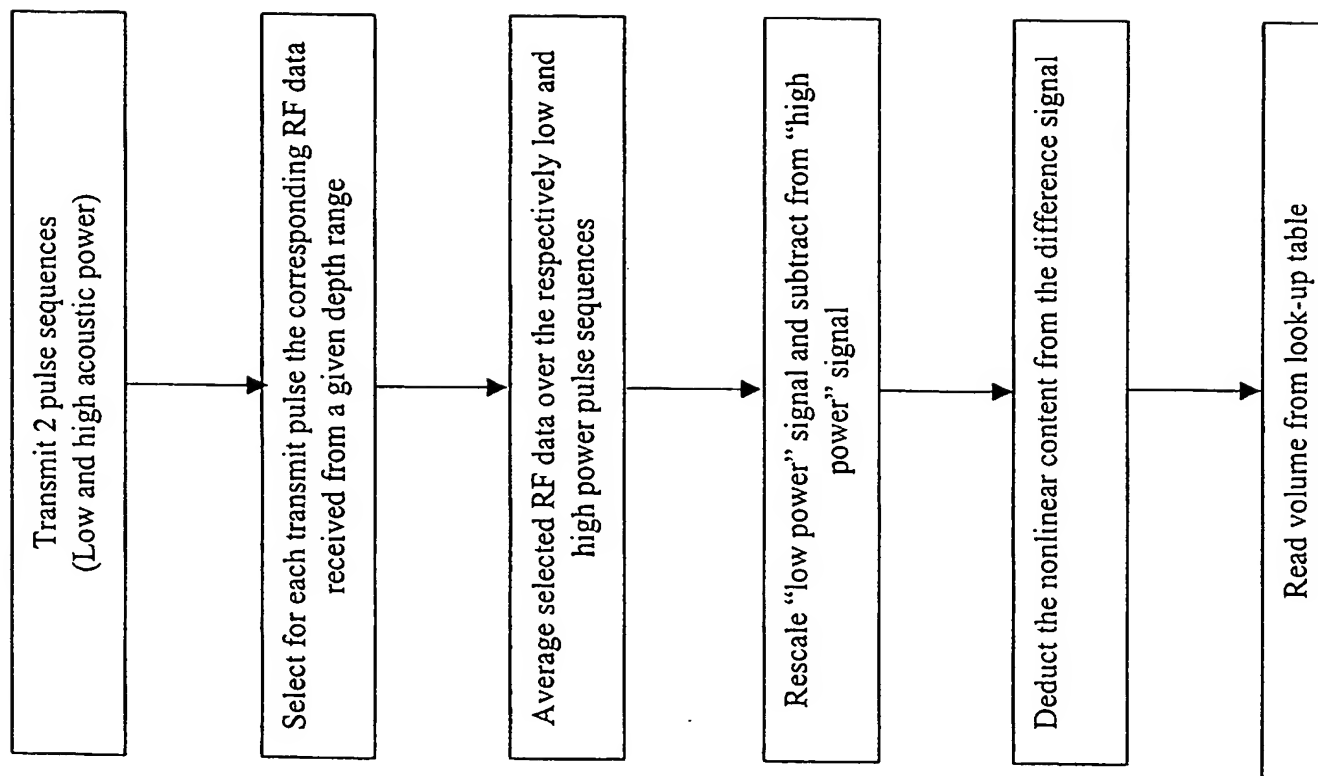 Transmit 2 pulse sequences
(Low and high acoustic power)
Select for each transmit pulse the corresponding RF data
received from a given depth range
Average selected RF data over the respectively low and
high power pulse sequences
Rescale “low power” signal and subtract from “high
power” signal
Deduct the nonlinear content from the difference signal
Read volume from look-up table